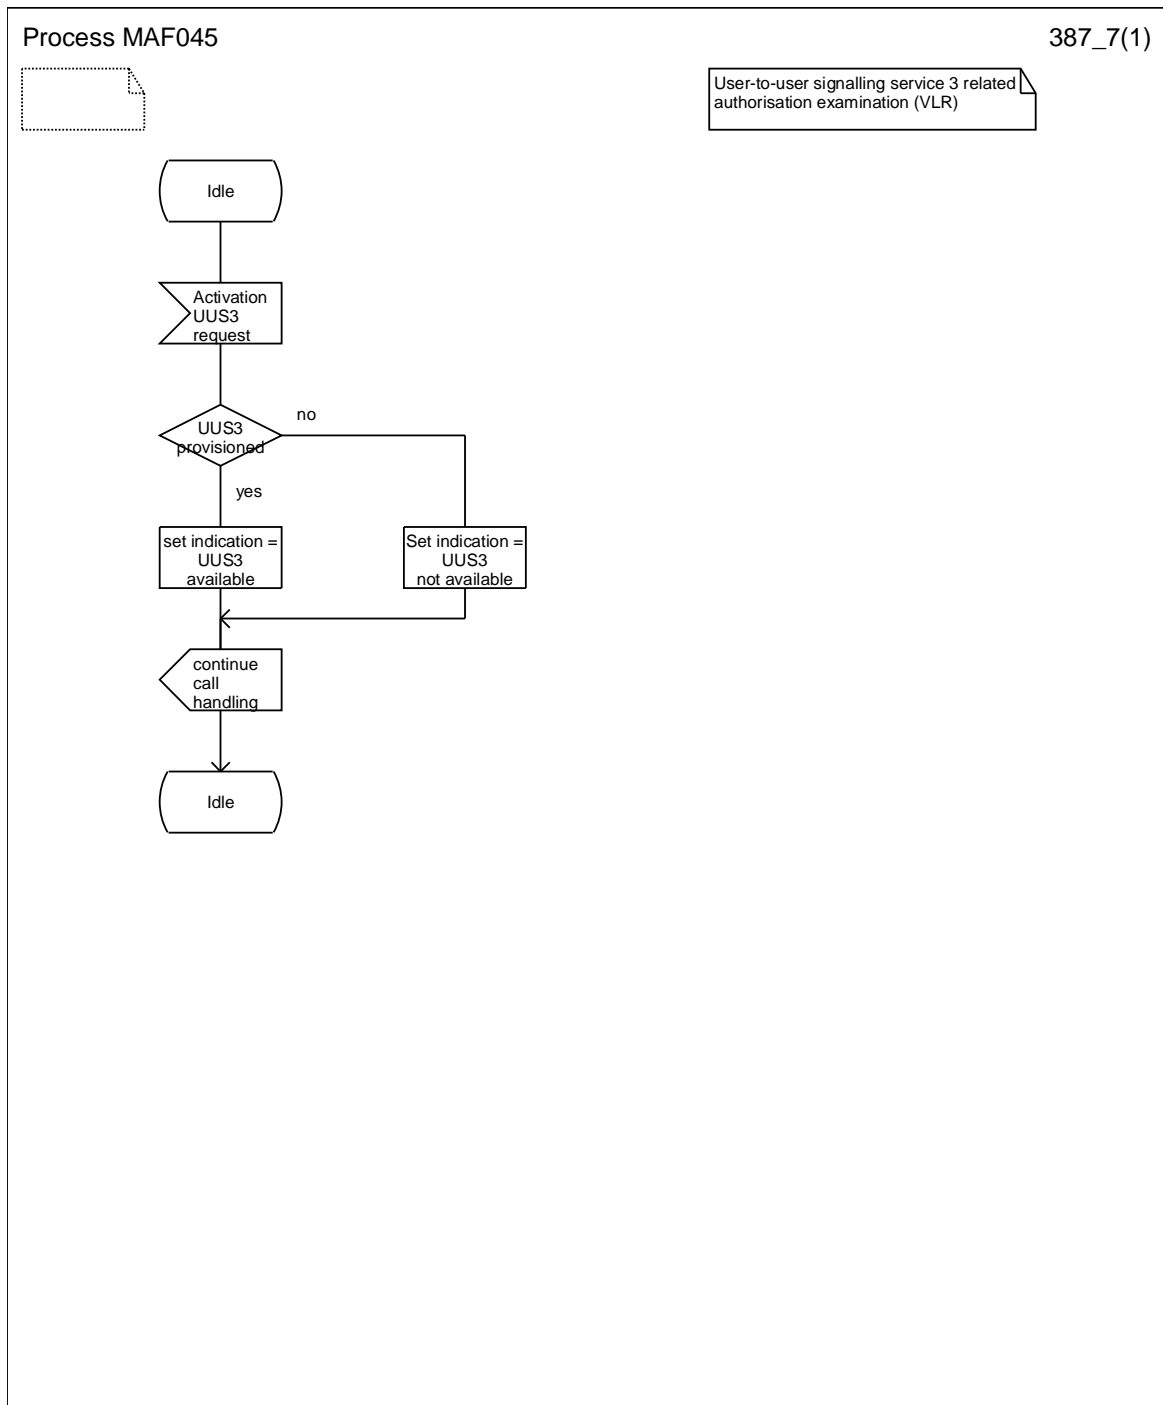 Process MAF045
387_7(1)
User-to-user signalling service 3 related
authorisation examination (VLR)
Idle
Activation
UUS3
request
UUS3
provisioned
no
yes
set indication =
UUS3
available
Set indication =
UUS3
not available
continue
call
handling
Idle